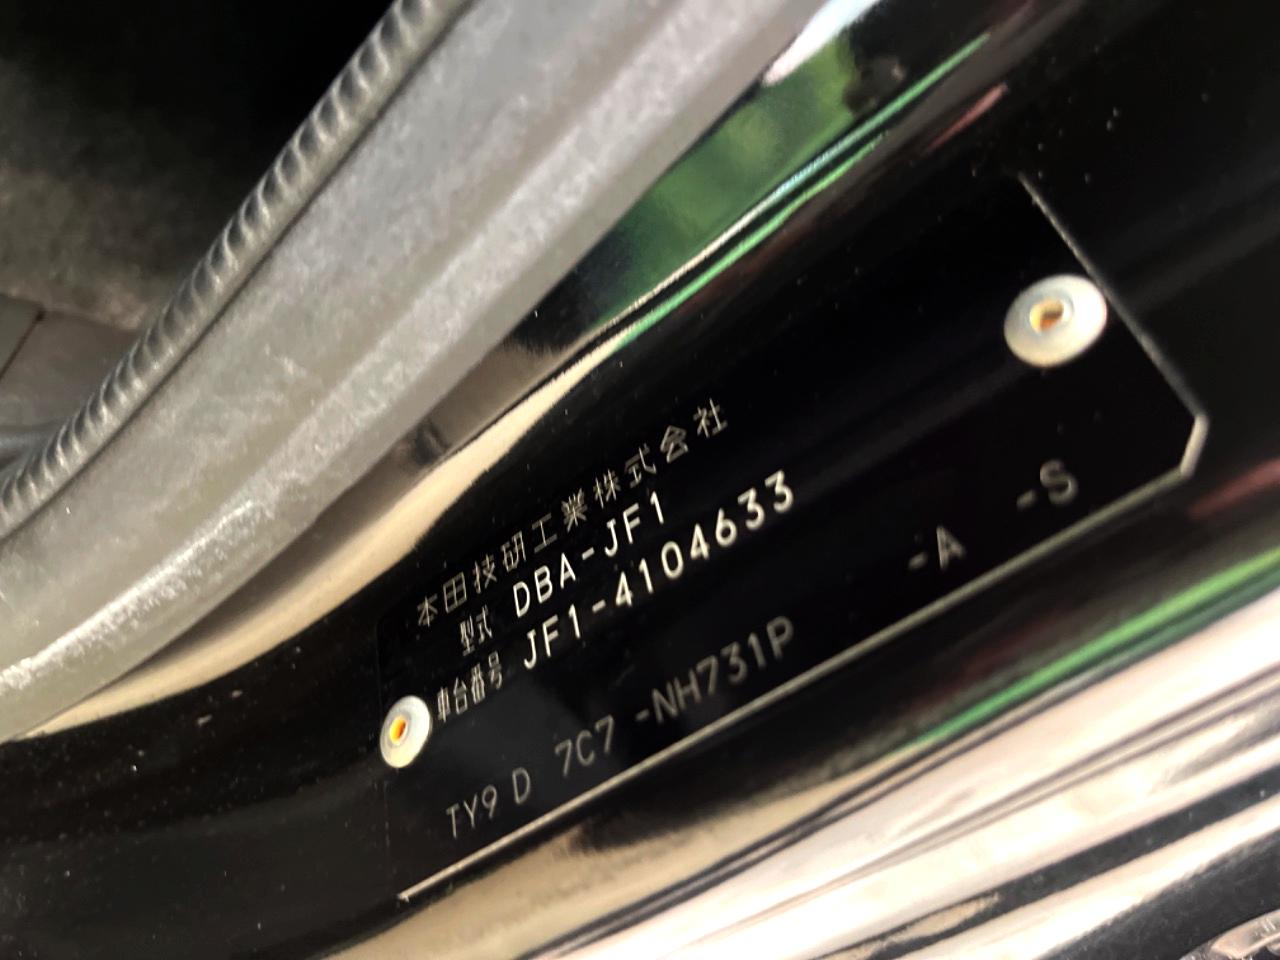 本田技研工業株式会社
型式 DBA-JF1
車台番号 JF1-4104633
TY9 D 7C7 -NH731P -A -S